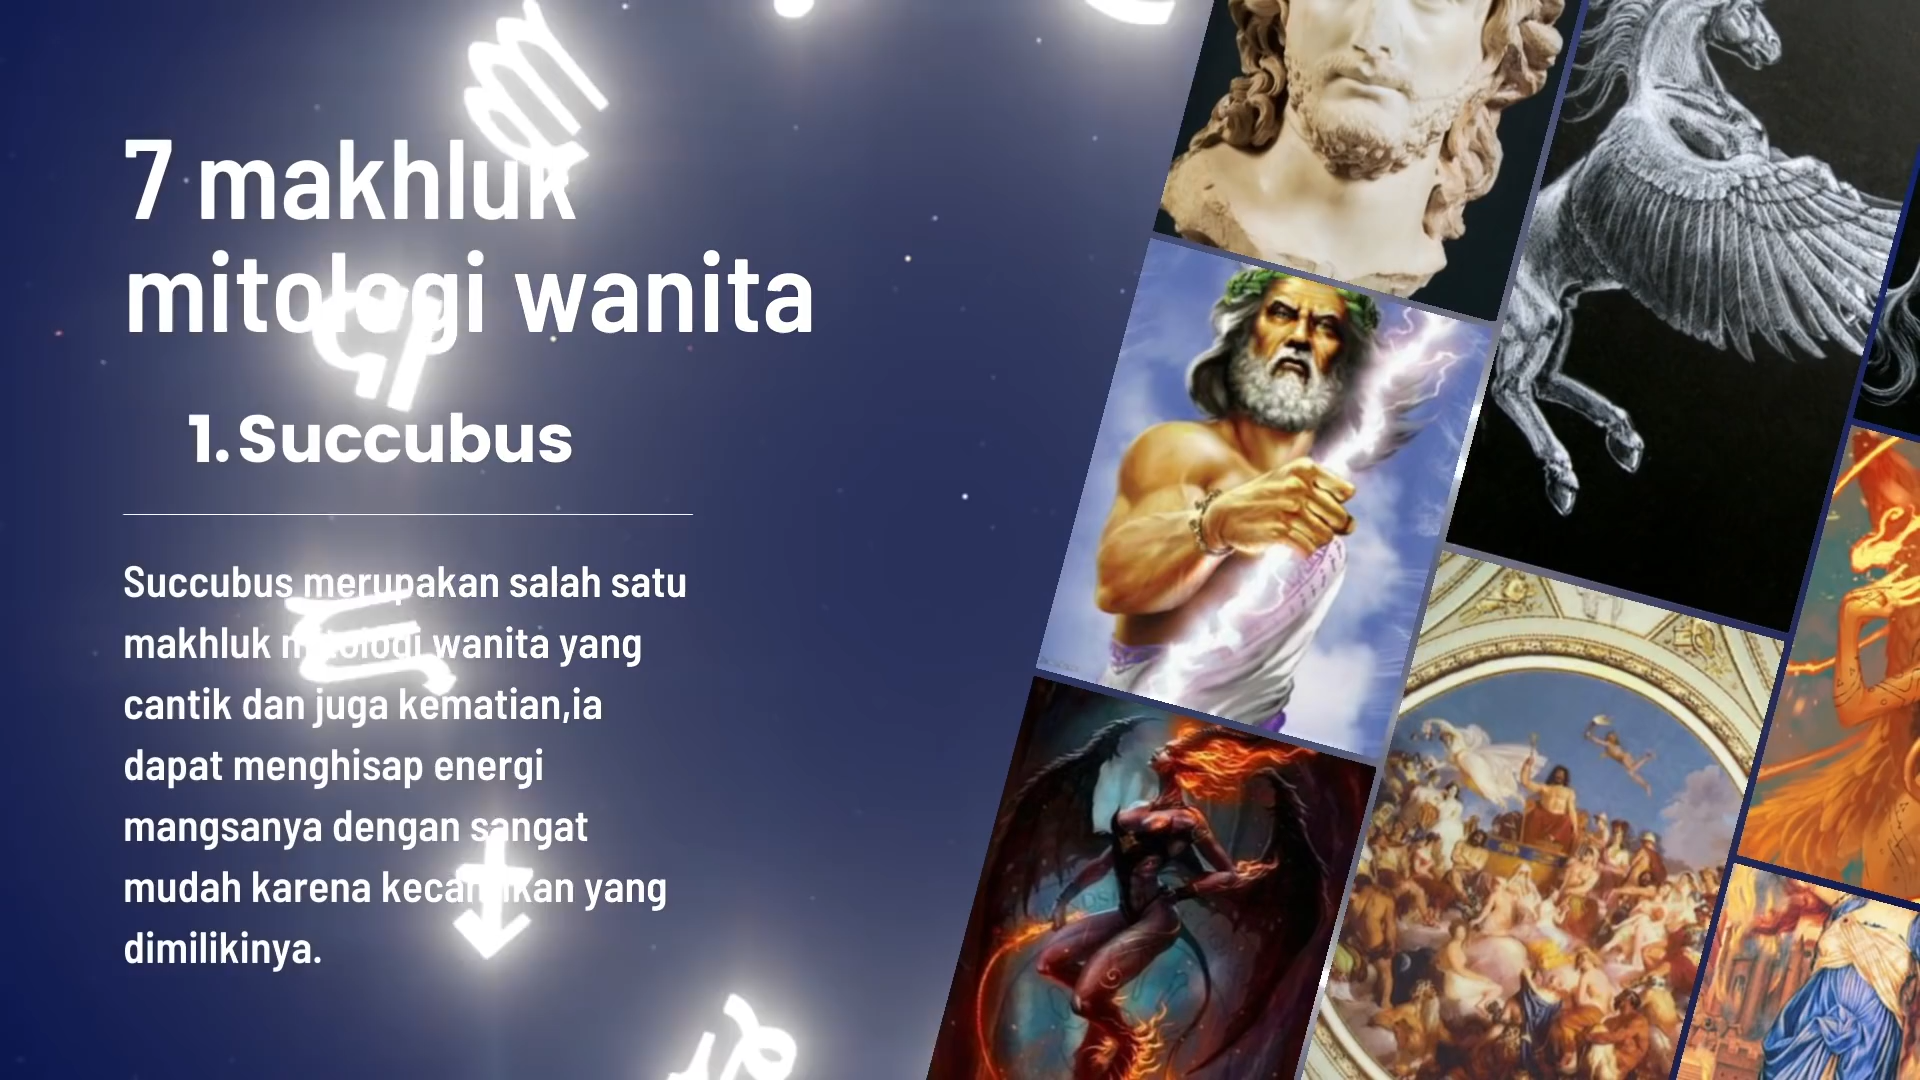 7 makhluk
mitologi wanita
1. Succubus
Succubus merupakan salah satu
makhluk mitologi wanita yang
cantik dan juga kematian,ia
dapat menghisap energi
mangsanya dengan sangat
mudah karena kecantikan yang
dimilikinya.